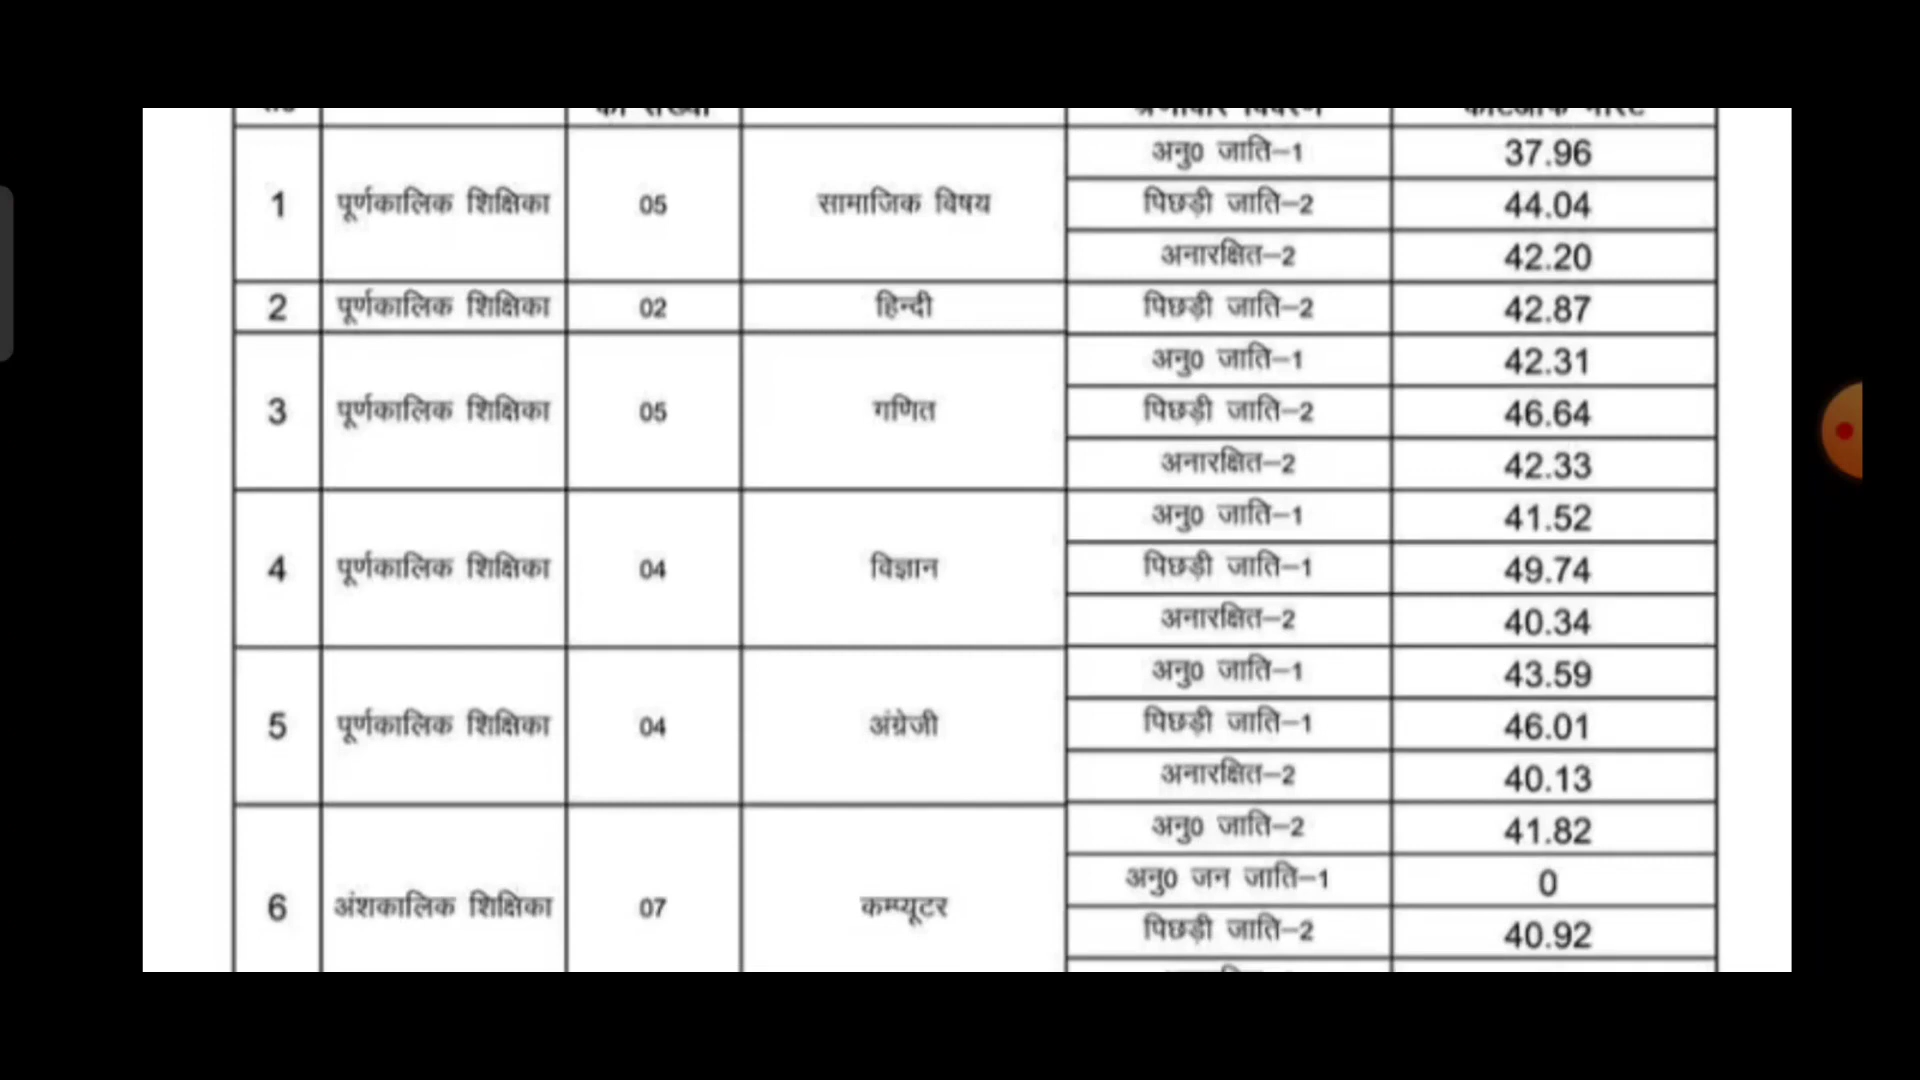 की संख्या श्रेणीवार विवरण कटऑफ मेरिट
1 पूर्णकालिक शिक्षिका 05 सामाजिक विषय अनु0 जाति–1 37.96
पिछड़ी जाति–2 44.04
अनारक्षित–2 42.20
2 पूर्णकालिक शिक्षिका 02 हिन्दी पिछड़ी जाति–2 42.87
3 पूर्णकालिक शिक्षिका 05 गणित अनु0 जाति–1 42.31
पिछड़ी जाति–2 46.64
अनारक्षित–2 42.33
4 पूर्णकालिक शिक्षिका 04 विज्ञान अनु0 जाति–1 41.52
पिछड़ी जाति–1 49.74
अनारक्षित–2 40.34
5 पूर्णकालिक शिक्षिका 04 अंग्रेजी अनु0 जाति–1 43.59
पिछड़ी जाति–1 46.01
अनारक्षित–2 40.13
6 अंशकालिक शिक्षिका 07 कम्प्यूटर अनु0 जाति–2 41.82
अनु0 जन जाति–1 0
पिछड़ी जाति–2 40.92